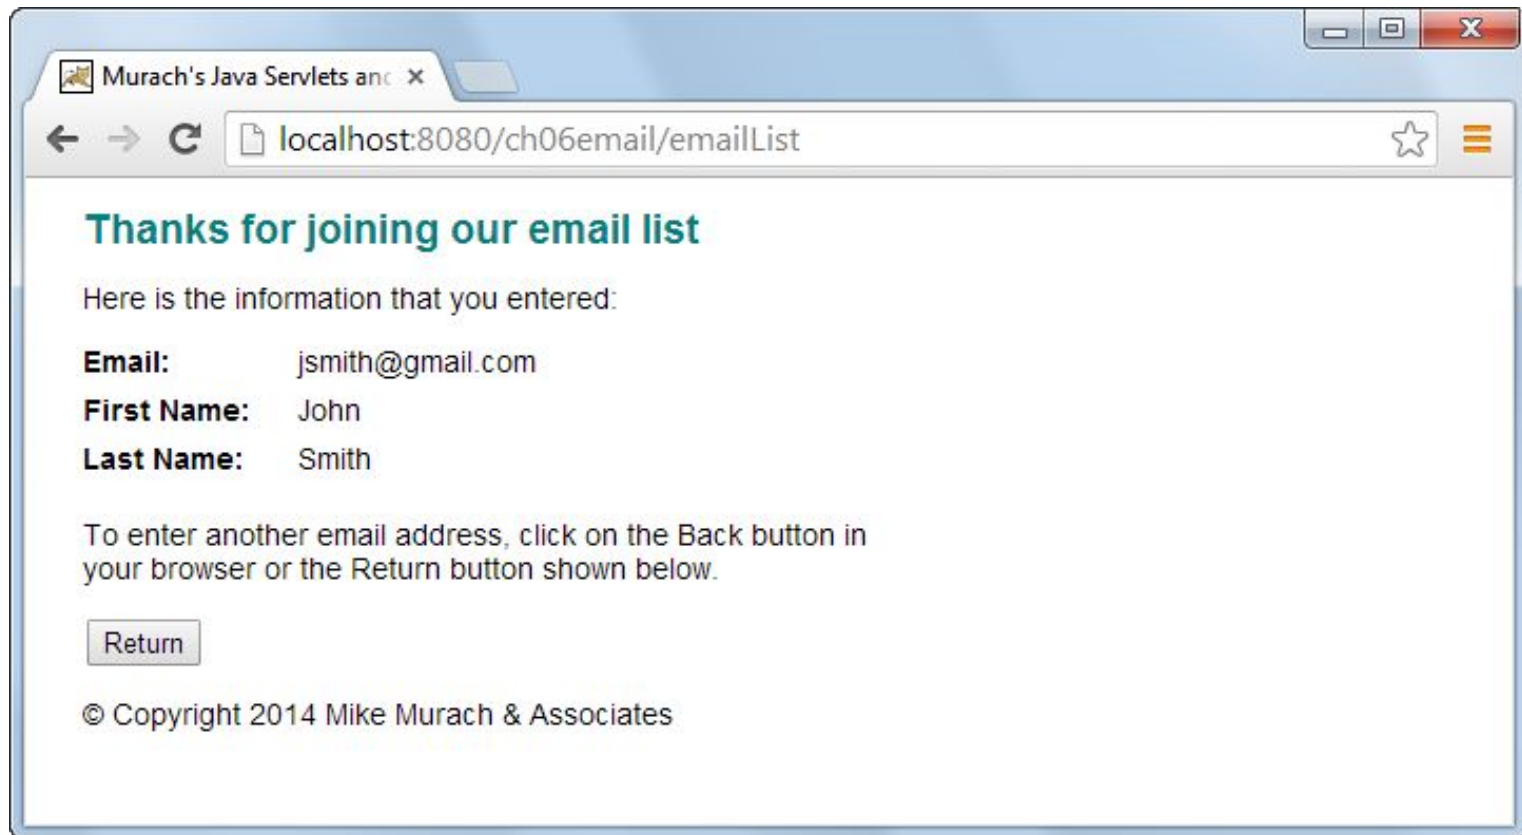 Murach's Java Servlets and
localhost:8080/ch06email/emailList
Thanks for joining our email list
Here is the information that you entered:
Email: jsmith@gmail.com
First Name: John
Last Name: Smith
To enter another email address, click on the Back button in
your browser or the Return button shown below.
Return
© Copyright 2014 Mike Murach & Associates